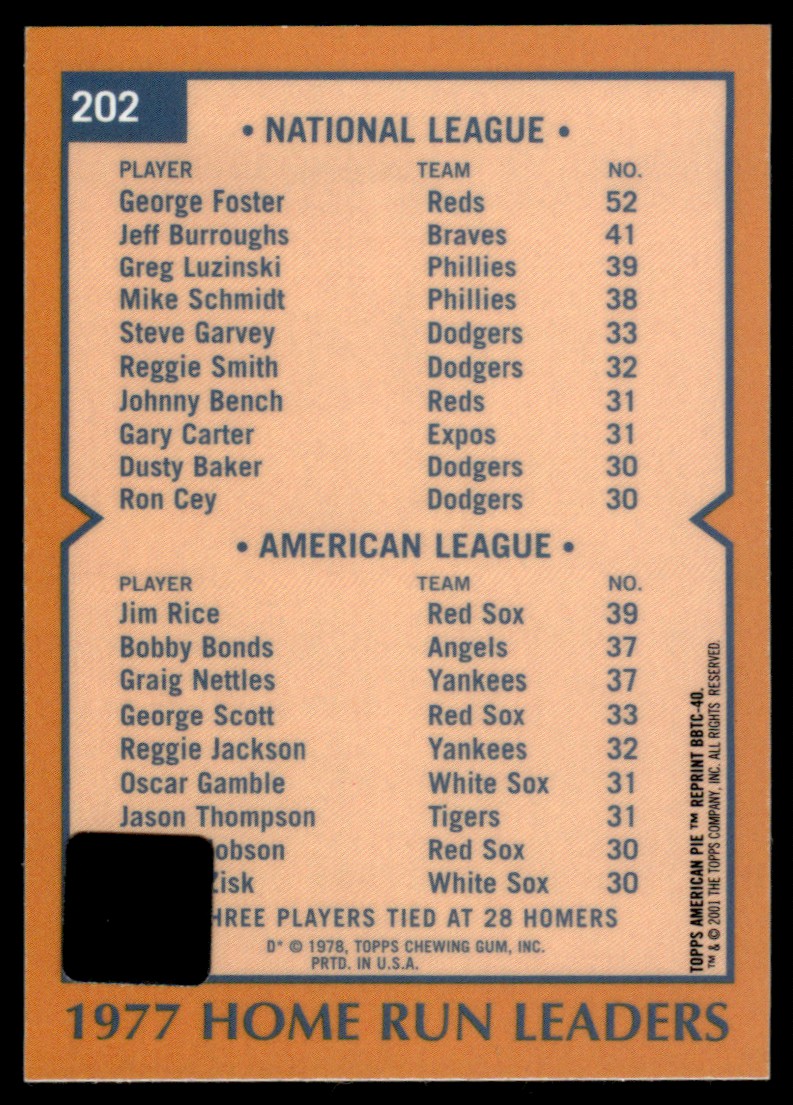 202
• NATIONAL LEAGUE •
PLAYER TEAM NO.
George Foster Reds 52
Jeff Burroughs Braves 41
Greg Luzinski Phillies 39
Mike Schmidt Phillies 38
Steve Garvey Dodgers 33
Reggie Smith Dodgers 32
Johnny Bench Reds 31
Gary Carter Expos 31
Dusty Baker Dodgers 30
Ron Cey Dodgers 30
• AMERICAN LEAGUE •
PLAYER TEAM NO.
Jim Rice Red Sox 39
Bobby Bonds Angels 37
Graig Nettles Yankees 37
George Scott Red Sox 33
Reggie Jackson Yankees 32
Oscar Gamble White Sox 31
Jason Thompson Tigers 31
obson Red Sox 30
isk White Sox 30
HREE PLAYERS TIED AT 28 HOMERS
D* © 1978, TOPPS CHEWING GUM, INC.
PRTD. IN U.S.A.
1977 HOME RUN LEADERS
TOPPS AMERICAN PIE™ REPRINT BBTC-40.
™ & © 2001 THE TOPPS COMPANY, INC. ALL RIGHTS RESERVED.